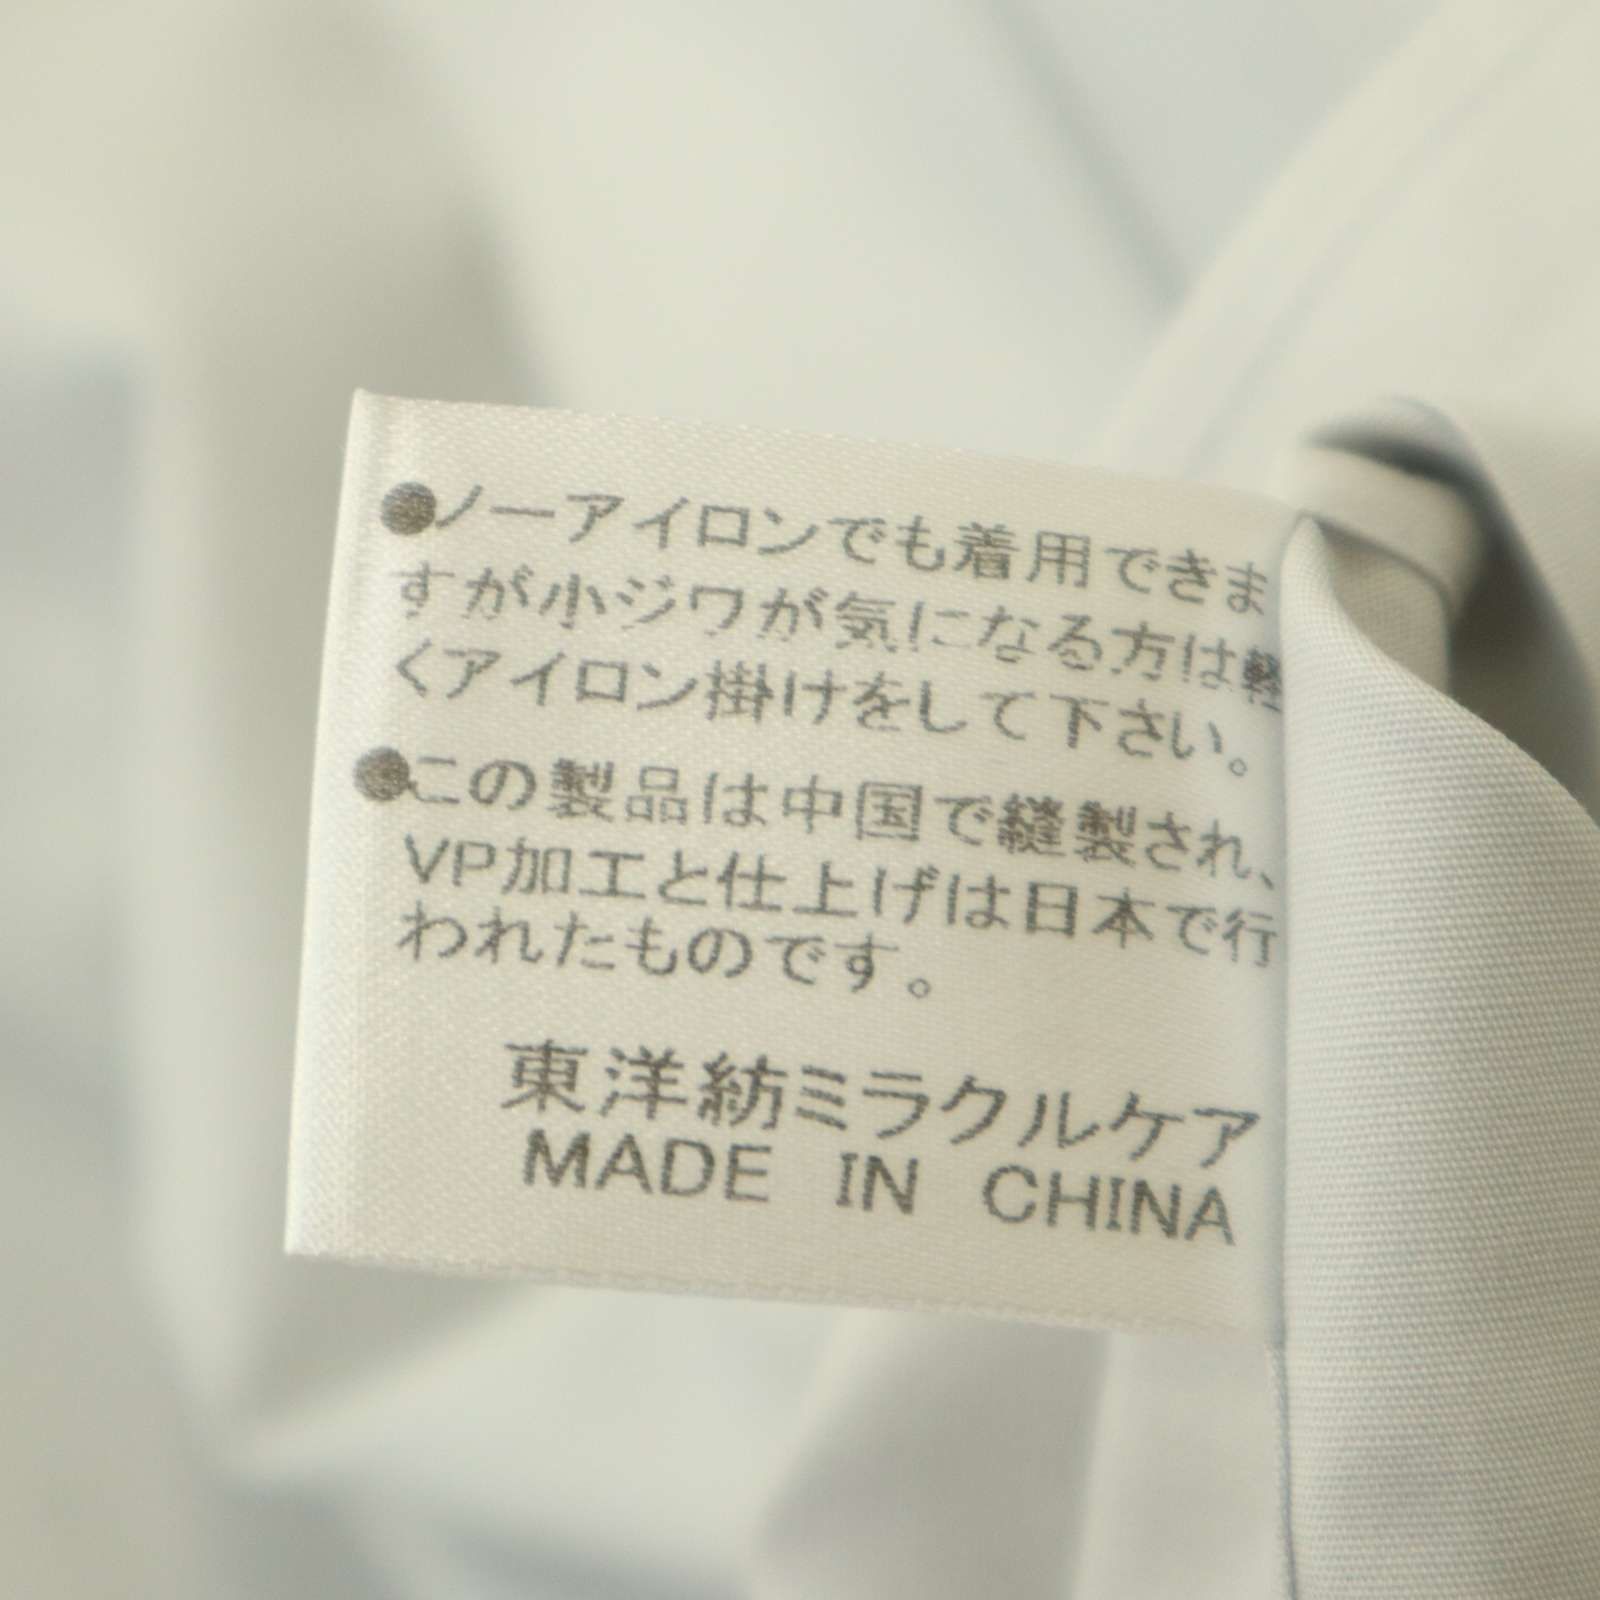 ●ノーアイロンでも着用できま
すが小ジワが気になる方は軽
くアイロン掛けをして下さい。
●この製品は中国で縫製され、
VP加工と仕上げは日本で行
われたものです。
東洋紡ミラクルケア
MADE IN CHINA